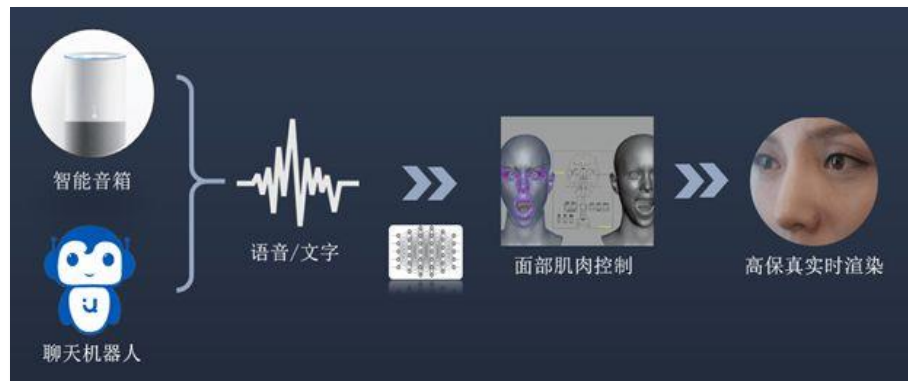 智能音箱
聊天机器人
语音/文字
面部肌肉控制
高保真实时渲染